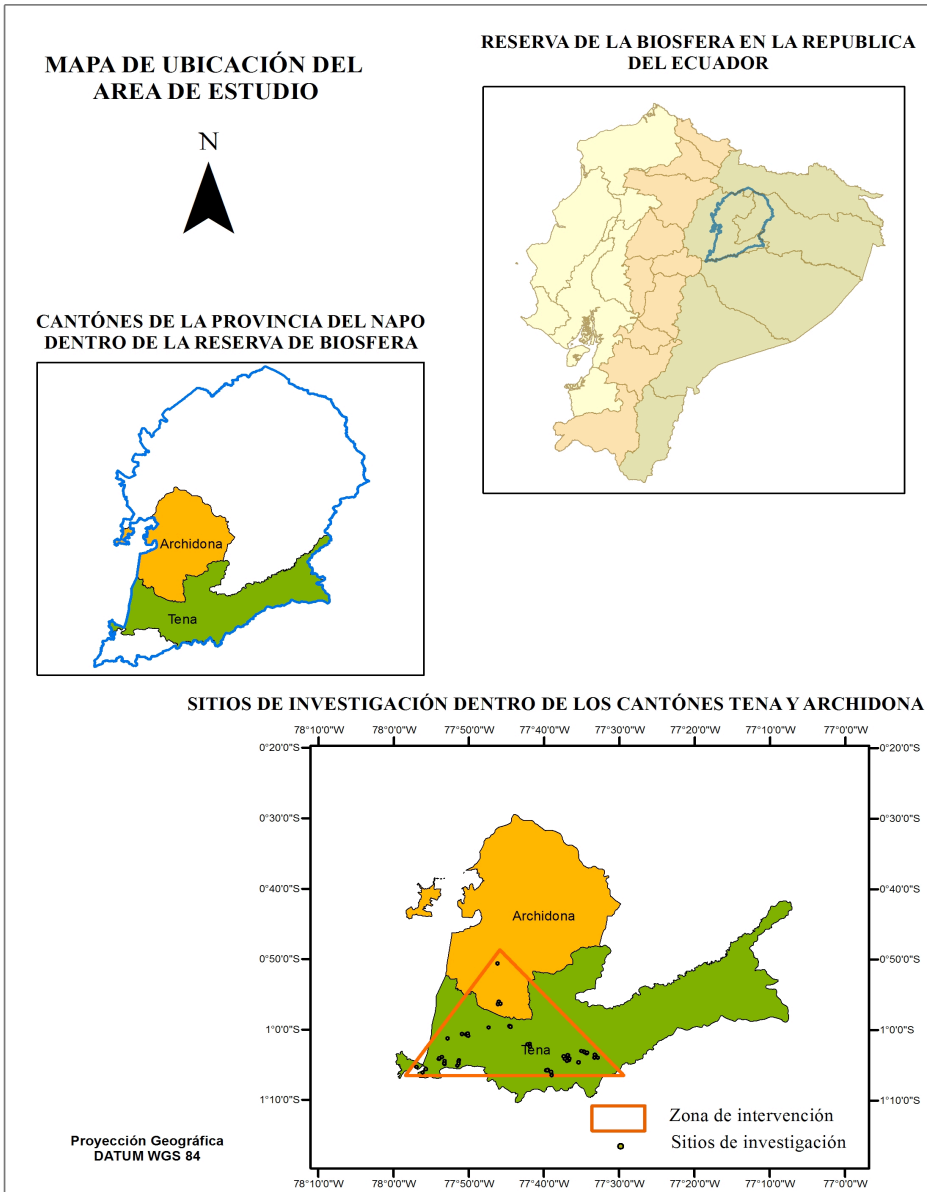 MAPA DE UBICACIÓN DEL
AREA DE ESTUDIO
N
RESERVA DE LA BIOSFERA EN LA REPUBLICA
DEL ECUADOR
CANTÓNES DE LA PROVINCIA DEL NAPO
DENTRO DE LA RESERVA DE BIOSFERA
Archidona
Tena
SITIOS DE INVESTIGACIÓN DENTRO DE LOS CANTÓNES TENA Y ARCHIDONA
78°10'0"W 78°0'0"W 77°50'0"W 77°40'0"W 77°30'0"W 77°20'0"W 77°10'0"W 77°0'0"W
0°20'0"S 0°20'0"S
0°30'0"S 0°30'0"S
0°40'0"S 0°40'0"S
Archidona
0°50'0"S 0°50'0"S
1°0'0"S 1°0'0"S
Tena
1°10'0"S 1°10'0"S
Zona de intervención
Sitios de investigación
Proyección Geográfica
DATUM WGS 84
78°10'0"W 78°0'0"W 77°50'0"W 77°40'0"W 77°30'0"W 77°20'0"W 77°10'0"W 77°0'0"W